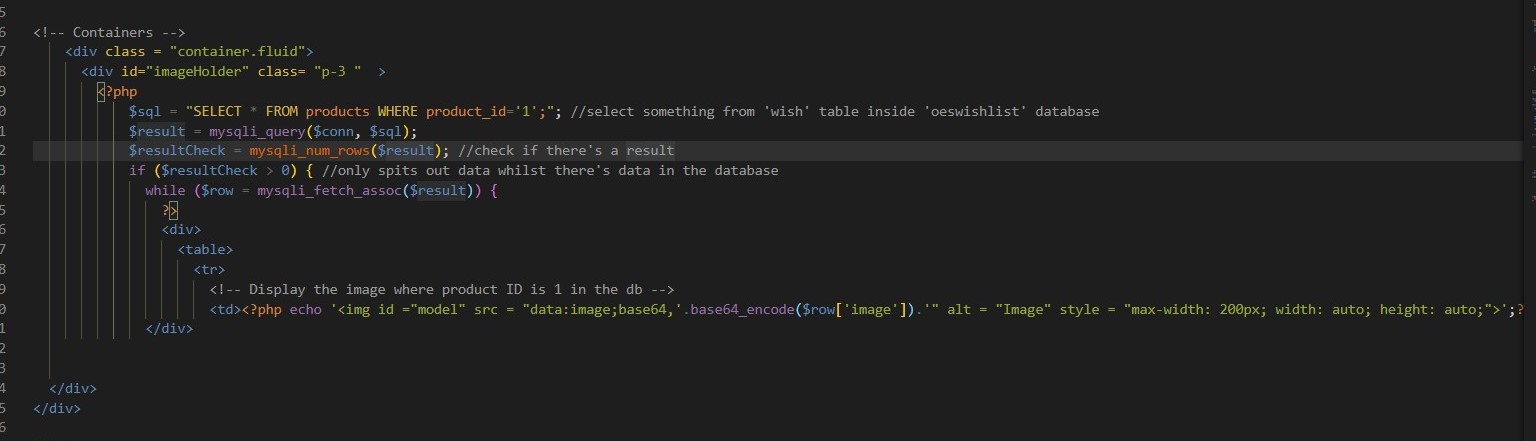 5
6 <!-- Containers -->
7 <div class = "container.fluid">
8 <div id="imageHolder" class= "p-3 "  >
9 <?php
0 $sql = "SELECT * FROM products WHERE product_id='1';"; //select something from 'wish' table inside 'oeswishlist' database
1 $result = mysqli_query($conn, $sql);
2 $resultCheck = mysqli_num_rows($result); //check if there's a result
3 if ($resultCheck > 0) { //only spits out data whilst there's data in the database
4 while ($row = mysqli_fetch_assoc($result)) {
5 ?>
6 <div>
7 <table>
8 <tr>
9 <!-- Display the image where product ID is 1 in the db -->
0 <td><?php echo '<img id ="model" src = "data:image;base64,'.base64_encode($row['image']).'" alt = "Image" style = "max-width: 200px; width: auto; height: auto;">';?
1 </div>
2
3
4 </div>
5 </div>
6